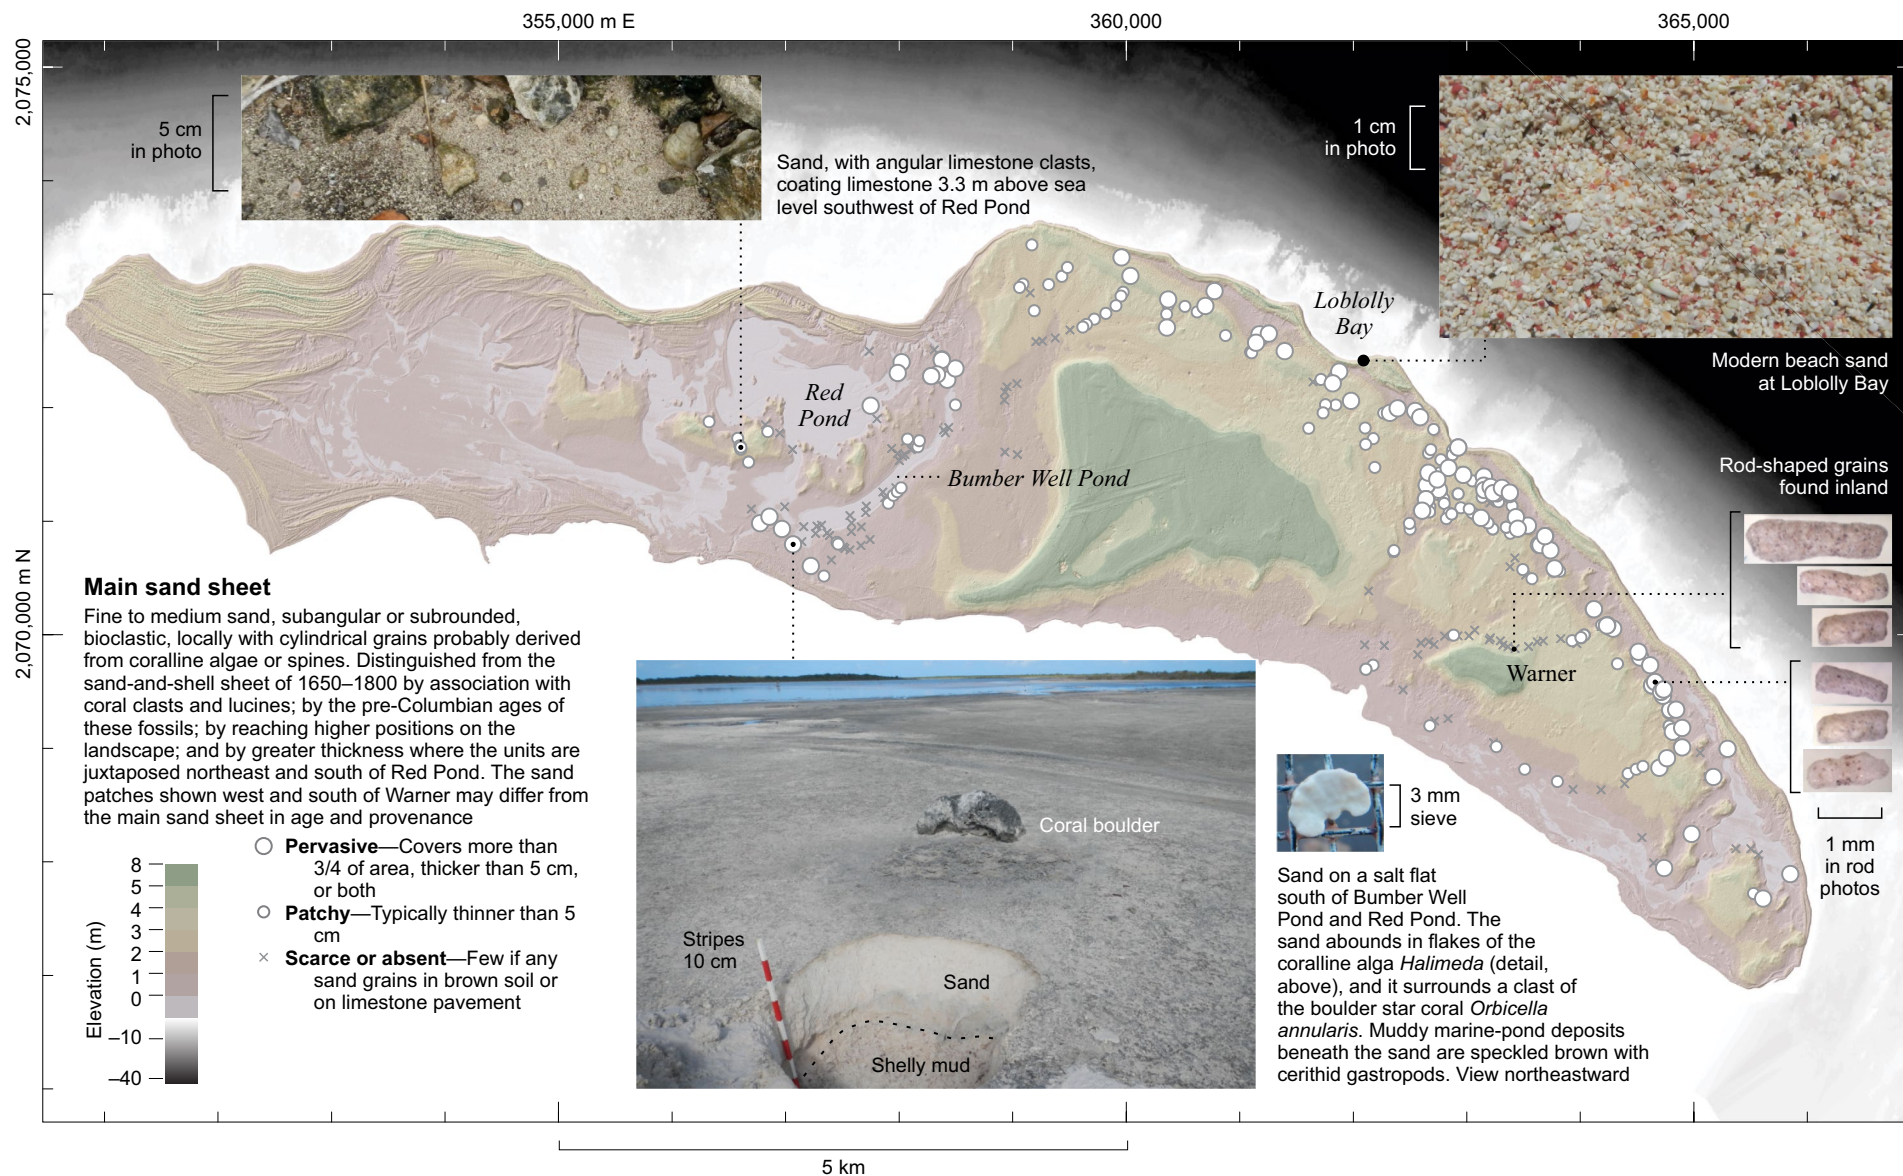 355,000 m E
360,000
365,000
2,075,000
2,070,000 m N
5 cm
in photo
Sand, with angular limestone clasts,
coating limestone 3.3 m above sea
level southwest of Red Pond
1 cm
in photo
Loblolly
Bay
Modern beach sand
at Loblolly Bay
Red
Pond
Bumber Well Pond
Rod-shaped grains
found inland
Warner
Main sand sheet
Fine to medium sand, subangular or subrounded,
bioclastic, locally with cylindrical grains probably derived
from coralline algae or spines. Distinguished from the
sand-and-shell sheet of 1650–1800 by association with
coral clasts and lucines; by the pre-Columbian ages of
these fossils; by reaching higher positions on the
landscape; and by greater thickness where the units are
juxtaposed northeast and south of Red Pond. The sand
patches shown west and south of Warner may differ from
the main sand sheet in age and provenance
Pervasive—Covers more than
3/4 of area, thicker than 5 cm,
or both
Patchy—Typically thinner than 5
cm
Scarce or absent—Few if any
sand grains in brown soil or
on limestone pavement
Elevation (m)
8
5
4
3
2
1
0
–10
–40
Coral boulder
Stripes
10 cm
Sand
Shelly mud
3 mm
sieve
Sand on a salt flat
south of Bumber Well
Pond and Red Pond. The
sand abounds in flakes of the
coralline alga Halimeda (detail,
above), and it surrounds a clast of
the boulder star coral Orbicella
annularis. Muddy marine-pond deposits
beneath the sand are speckled brown with
cerithid gastropods. View northeastward
1 mm
in rod
photos
5 km